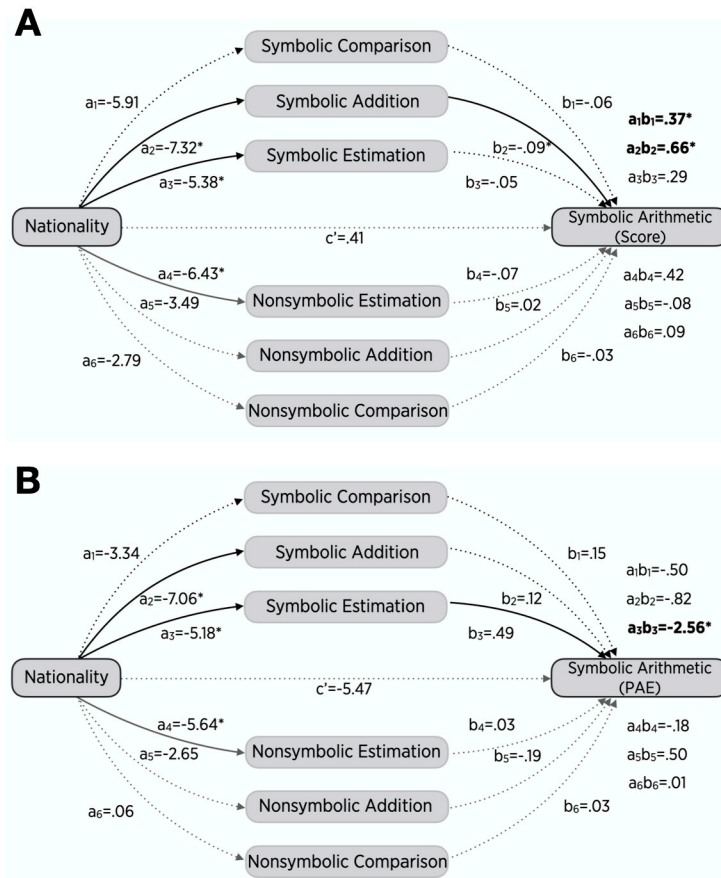 A
Symbolic Comparison
a₁=-5.91
b₁=-.06
Symbolic Addition
a₁b₁=.37*
a₂=-7.32*
b₂=-.09*
a₂b₂=.66*
Symbolic Estimation
a₃=-5.38*
b₃=-.05
a₃b₃=.29
Nationality
c'=.41
Symbolic Arithmetic
(Score)
a₄=-6.43*
b₄=-.07
a₄b₄=.42
Nonsymbolic Estimation
a₅=-3.49
b₅=.02
a₅b₅=-.08
a₆b₆=.09
Nonsymbolic Addition
a₆=-2.79
b₆=-.03
Nonsymbolic Comparison
B
Symbolic Comparison
a₁=-3.34
b₁=.15
Symbolic Addition
a₁b₁=-.50
a₂=-7.06*
b₂=.12
a₂b₂=-.82
Symbolic Estimation
a₃=-5.18*
b₃=.49
a₃b₃=-2.56*
Nationality
c'=-5.47
Symbolic Arithmetic
(PAE)
a₄=-5.64*
b₄=.03
a₄b₄=-.18
Nonsymbolic Estimation
a₅=-2.65
b₅=-.19
a₅b₅=.50
a₆b₆=.01
Nonsymbolic Addition
a₆=.06
b₆=.03
Nonsymbolic Comparison